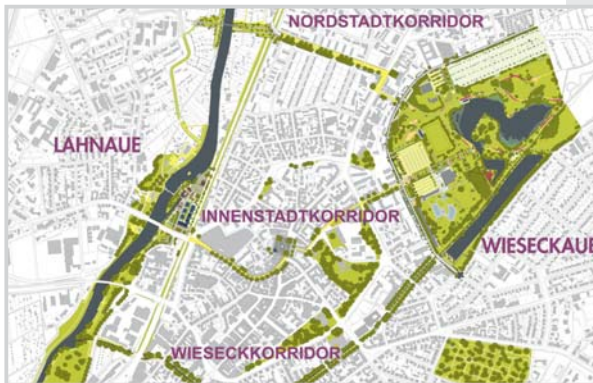 NORDSTADTKORRIDOR
LAHNAUE
INNENSTADTKORRIDOR
WIESECKAUE
WIESECKKORRIDOR